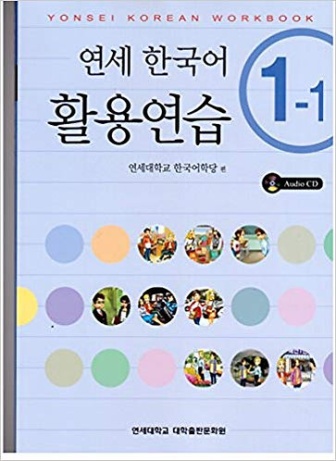 YONSEI KOREAN WORKBOOK
연세 한국어
활용연습
1-1
연세대학교 한국어학당 편
Audio CD
연세대학교 대학출판문화원